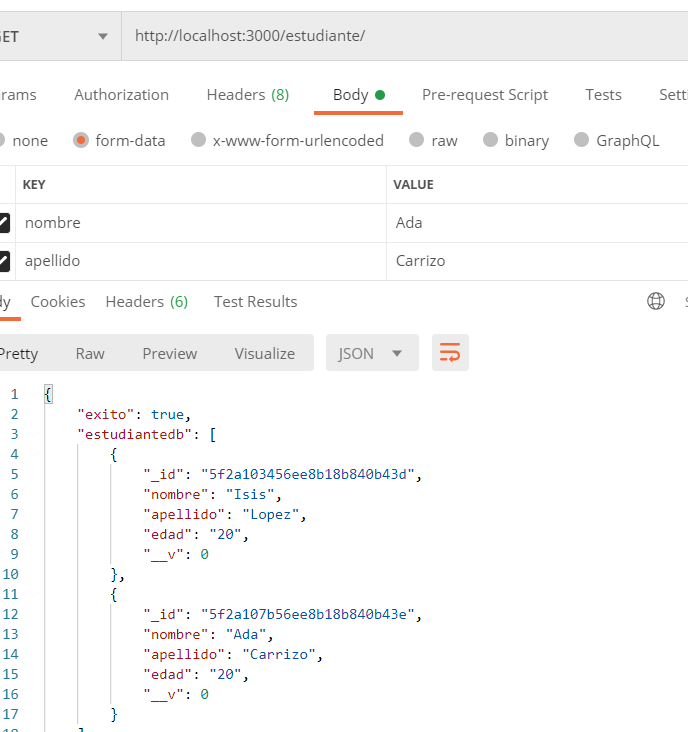 ET http://localhost:3000/estudiante/
rams Authorization Headers (8) Body Pre-request Script Tests Setti
none form-data x-www-form-urlencoded raw binary GraphQL
KEY VALUE
nombre Ada
apellido Carrizo
dy Cookies Headers (6) Test Results S
Pretty Raw Preview Visualize JSON
1 {
2 "exito": true,
3 "estudiantedb": [
4 {
5 "_id": "5f2a103456ee8b18b840b43d",
6 "nombre": "Isis",
7 "apellido": "Lopez",
8 "edad": "20",
9 "__v": 0
10 },
11 {
12 "_id": "5f2a107b56ee8b18b840b43e",
13 "nombre": "Ada",
14 "apellido": "Carrizo",
15 "edad": "20",
16 "__v": 0
17 }